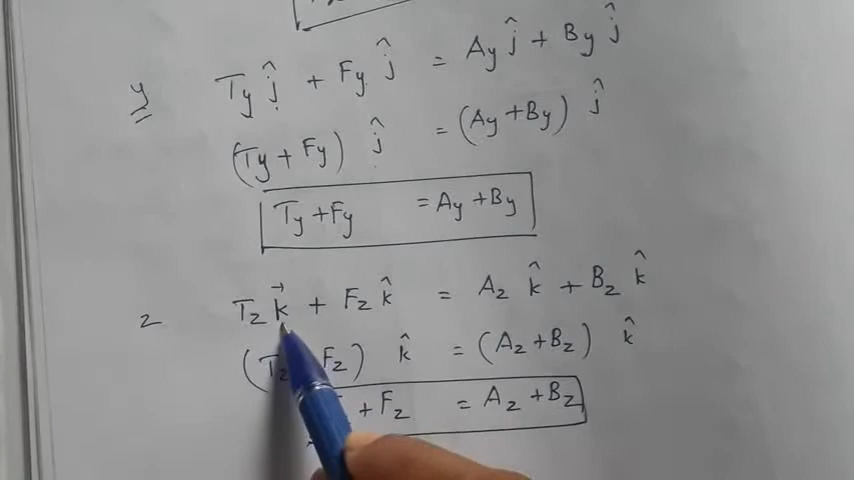 y Ty ĵ + Fy ĵ = Ay ĵ + By ĵ
(Ty + Fy) ĵ = (Ay + By) ĵ
Ty + Fy = Ay + By
z Tz k⃗ + Fz k̂ = Az k̂ + Bz k̂
(Tz Fz) k̂ = (Az + Bz) k̂
+ Fz = Az + Bz